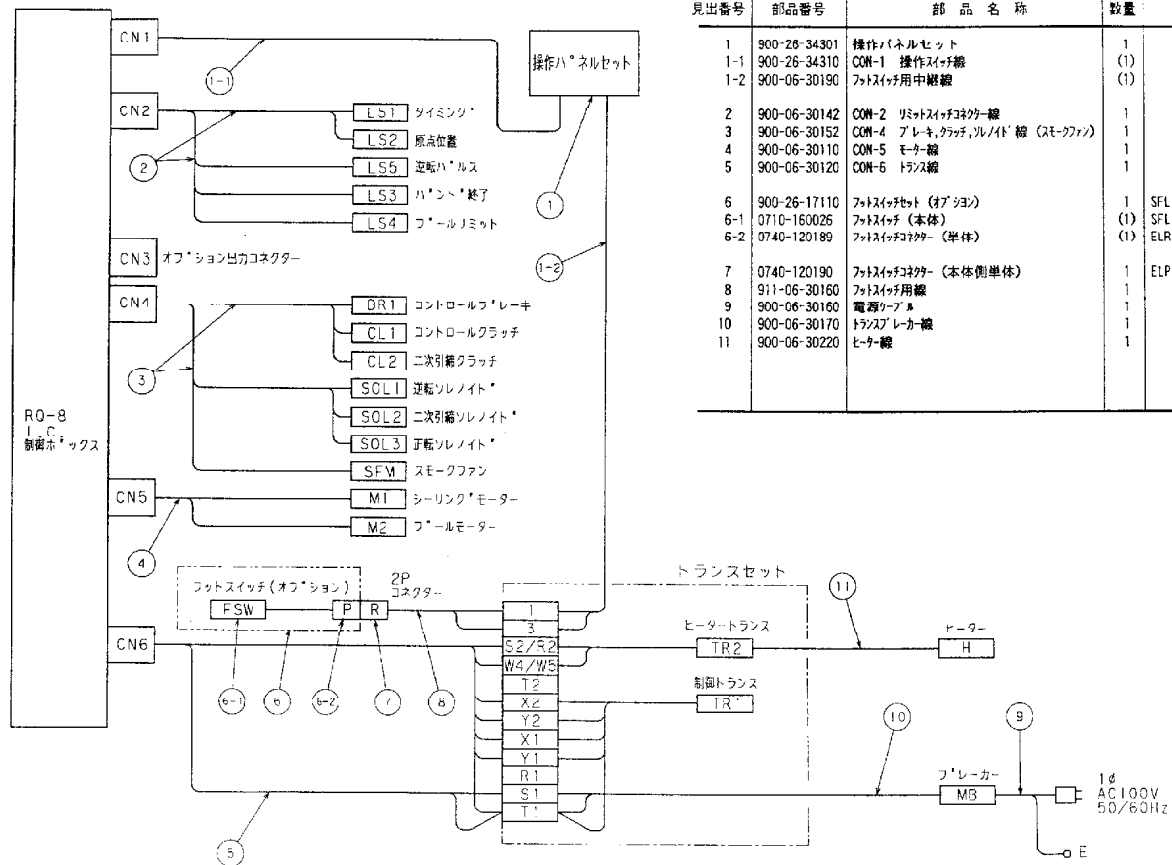 見出番号 部品番号 部品名称 数量
1 900-26-34301 操作パネルセット 1
1-1 900-26-34310 CON-1 操作スイッチ線 (1)
1-2 900-06-30190 フットスイッチ用中継線 (1)
2 900-06-30142 CON-2 リミットスイッチコネクター線 1
3 900-06-30152 CON-4 ブレーキ,クラッチ,ソレノイド線 (スモークファン) 1
4 900-06-30110 CON-5 モーター線 1
5 900-06-30120 CON-6 トランス線 1
6 900-26-17110 フットスイッチセット (オプション) 1 SFL
6-1 0710-160026 フットスイッチ (本体) (1) SFL
6-2 0740-120189 フットスイッチコネクター (単体) (1) ELR
7 0740-120190 フットスイッチコネクター (本体側単体) 1 ELP
8 911-06-30160 フットスイッチ用線 1
9 900-06-30160 電源ケーブル 1
10 900-06-30170 トランスブレーカー線 1
11 900-06-30220 ヒーター線 1
RQ-8
I.C
制御ボックス
CN1
1-1
操作パネルセット
1
1-2
CN2
2
LS1 タイミング
LS2 原点位置
LS5 逆転パルス
LS3 バンド終了
LS4 プールリミット
CN3 オプション出力コネクター
CN4
3
BR1 コントロールブレーキ
CL1 コントロールクラッチ
CL2 二次引締クラッチ
SOL1 逆転ソレノイド
SOL2 二次引締ソレノイド
SOL3 正転ソレノイド
SFM スモークファン
CN5
4
M1 シーリングモーター
M2 プールモーター
フットスイッチ(オプション)
FSW
P
R
2P
コネクター
6-1
6
6-2
7
8
CN6
5
トランスセット
1
3
S2/R2
W4/W5
T2
X2
Y2
X1
Y1
R1
S1
T1
ヒータートランス
TR2
制御トランス
11
ヒーター
H
10
ブレーカー
MB
9
1φ
AC100V
50/60Hz
E